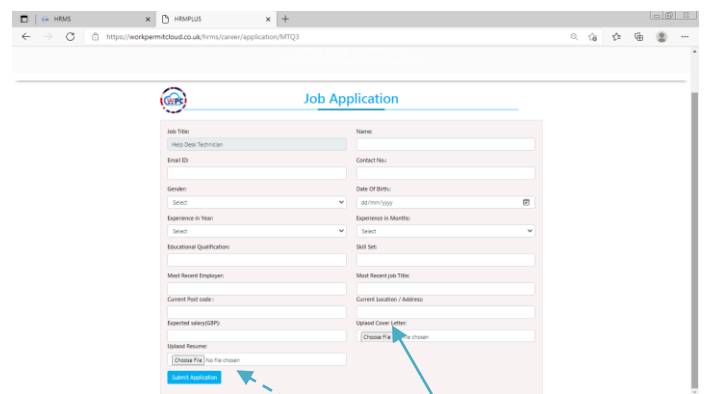 HRMS
HRMPLUS
https://workpermitcloud.co.uk/hrms/career/application/MTQ3
WPC
Job Application
Job Title:
Name:
Help Desk Technician
Email ID:
Contact No.:
Gender:
Date Of Birth:
Select
dd/mm/yyyy
Experience in Year:
Experience in Months:
Select
Select
Educational Qualification:
Skill Set:
Most Recent Employer:
Most Recent Job Title:
Current Post code :
Current Location / Address:
Expected salary(GBP):
Uplaod Cover Letter:
Choose File file chosen
Uplaod Resume:
Choose File No file chosen
Submit Application